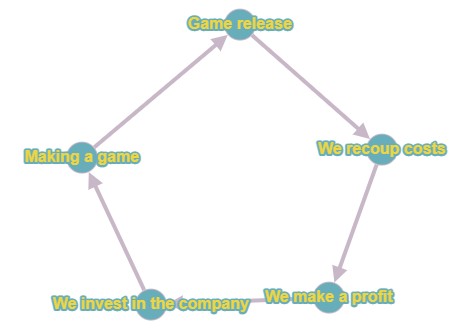 Game release
We recoup costs
Making a game
We make a profit
We invest in the company